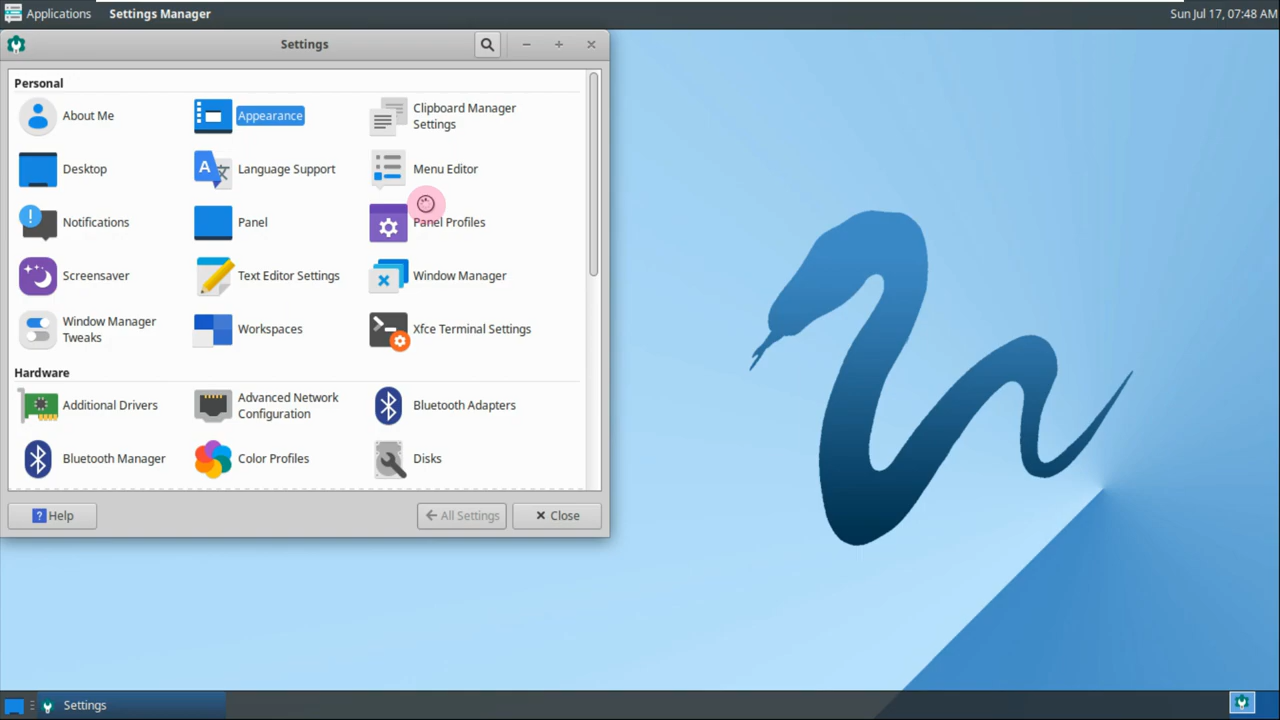 Applications
Settings Manager
Sun Jul 17, 07:48 AM
Settings
Personal
About Me
Appearance
Clipboard Manager
Settings
Desktop
Language Support
Menu Editor
Notifications
Panel
Panel Profiles
Screensaver
Text Editor Settings
Window Manager
Window Manager
Tweaks
Workspaces
Xfce Terminal Settings
Hardware
Additional Drivers
Advanced Network
Configuration
Bluetooth Adapters
Bluetooth Manager
Color Profiles
Disks
Help
All Settings
Close
Settings